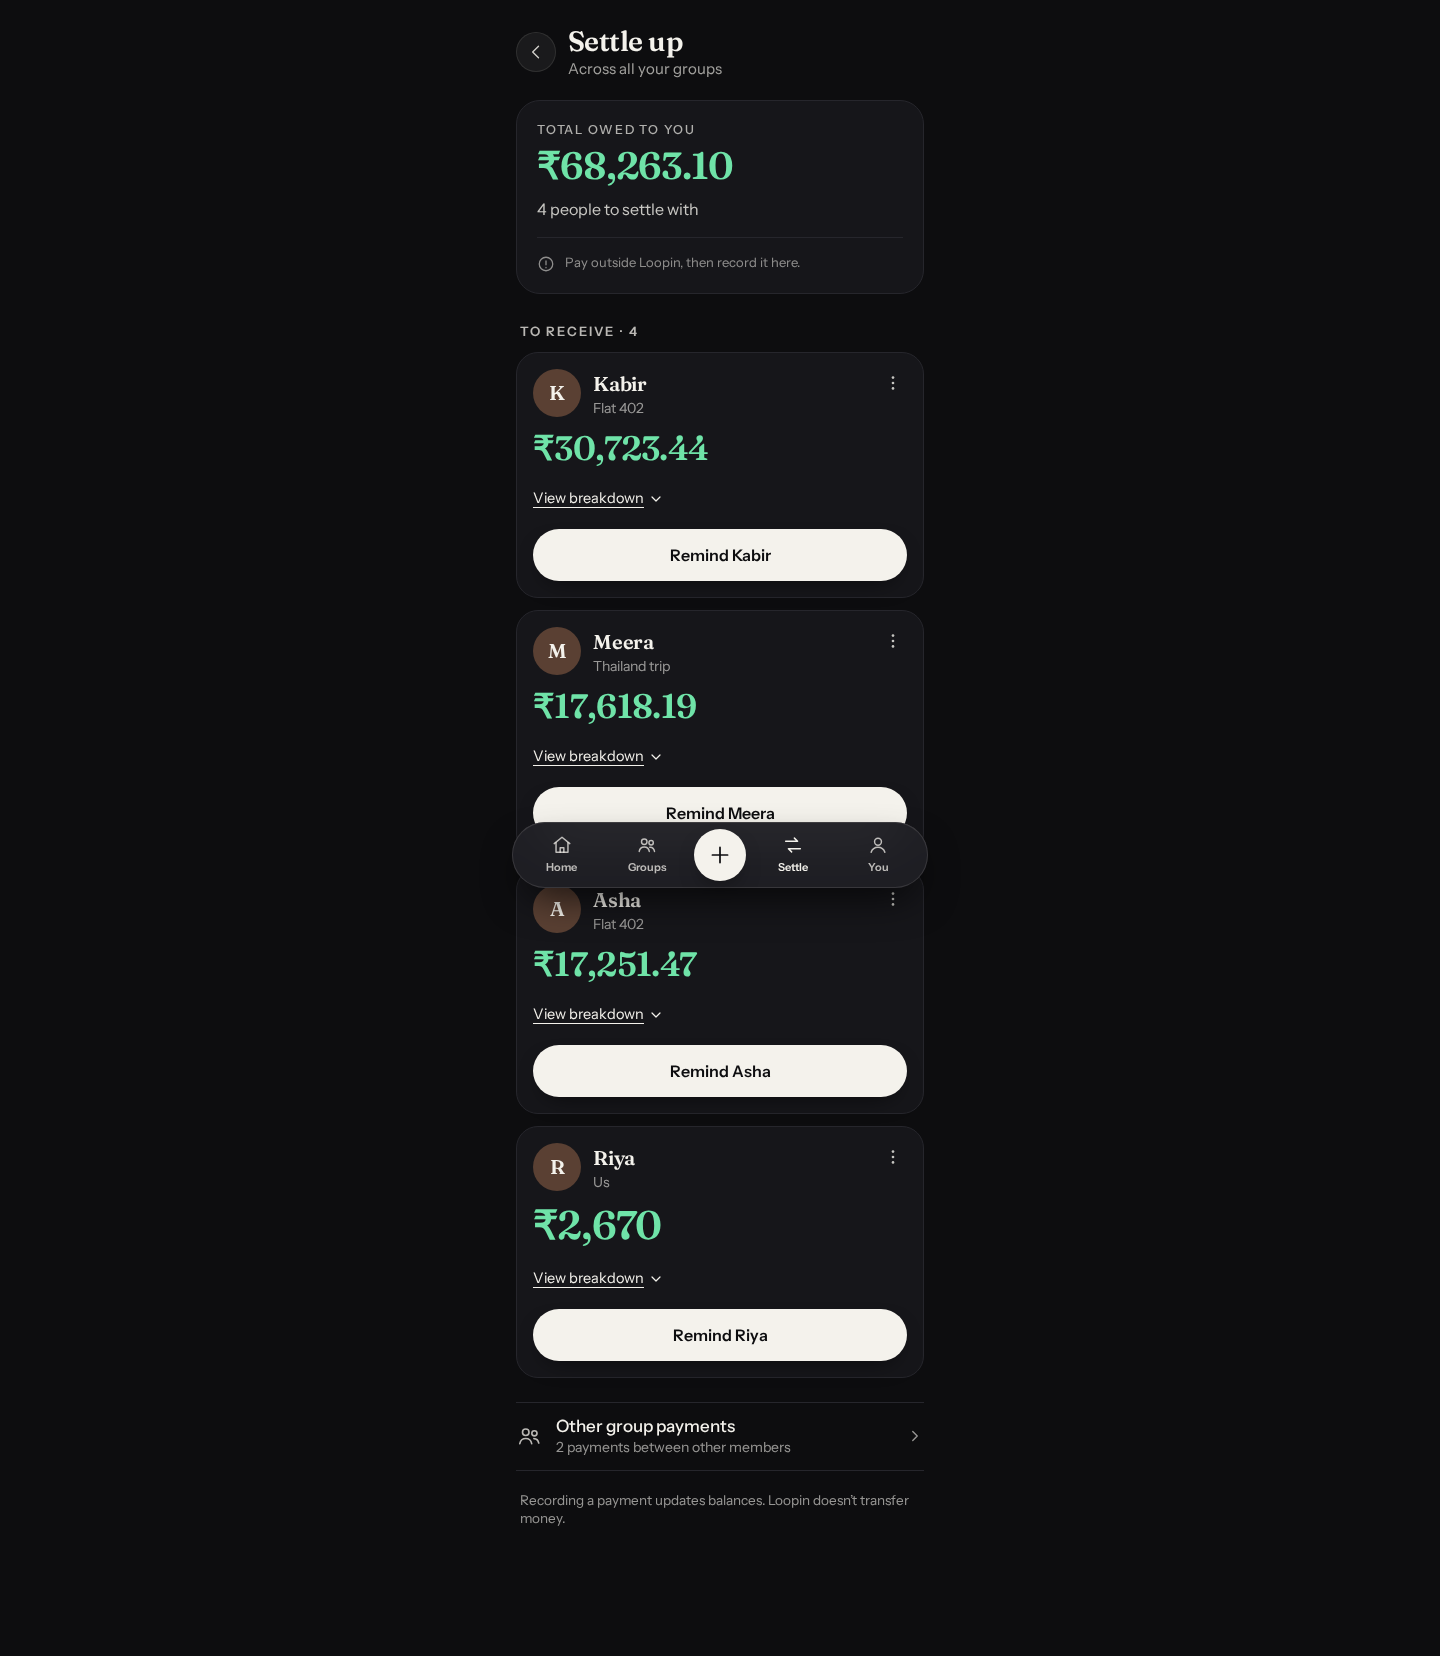 Settle up
Across all your groups
TOTAL OWED TO YOU
₹68,263.10
4 people to settle with
Pay outside Loopin, then record it here.
TO RECEIVE · 4
K
Kabir
Flat 402
₹30,723.44
View breakdown
Remind Kabir
M
Meera
Thailand trip
₹17,618.19
View breakdown
Remind Meera
Home
Groups
Settle
You
A
Asha
Flat 402
₹17,251.47
View breakdown
Remind Asha
R
Riya
Us
₹2,670
View breakdown
Remind Riya
Other group payments
2 payments between other members
Recording a payment updates balances. Loopin doesn't transfer
money.